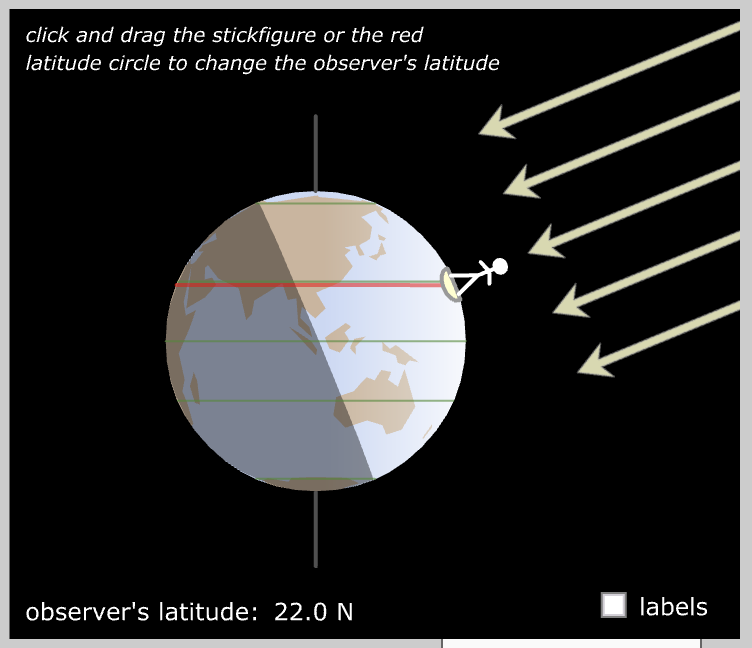 click and drag the stickfigure or the red
latitude circle to change the observer's latitude
observer's latitude: 22.0 N
labels